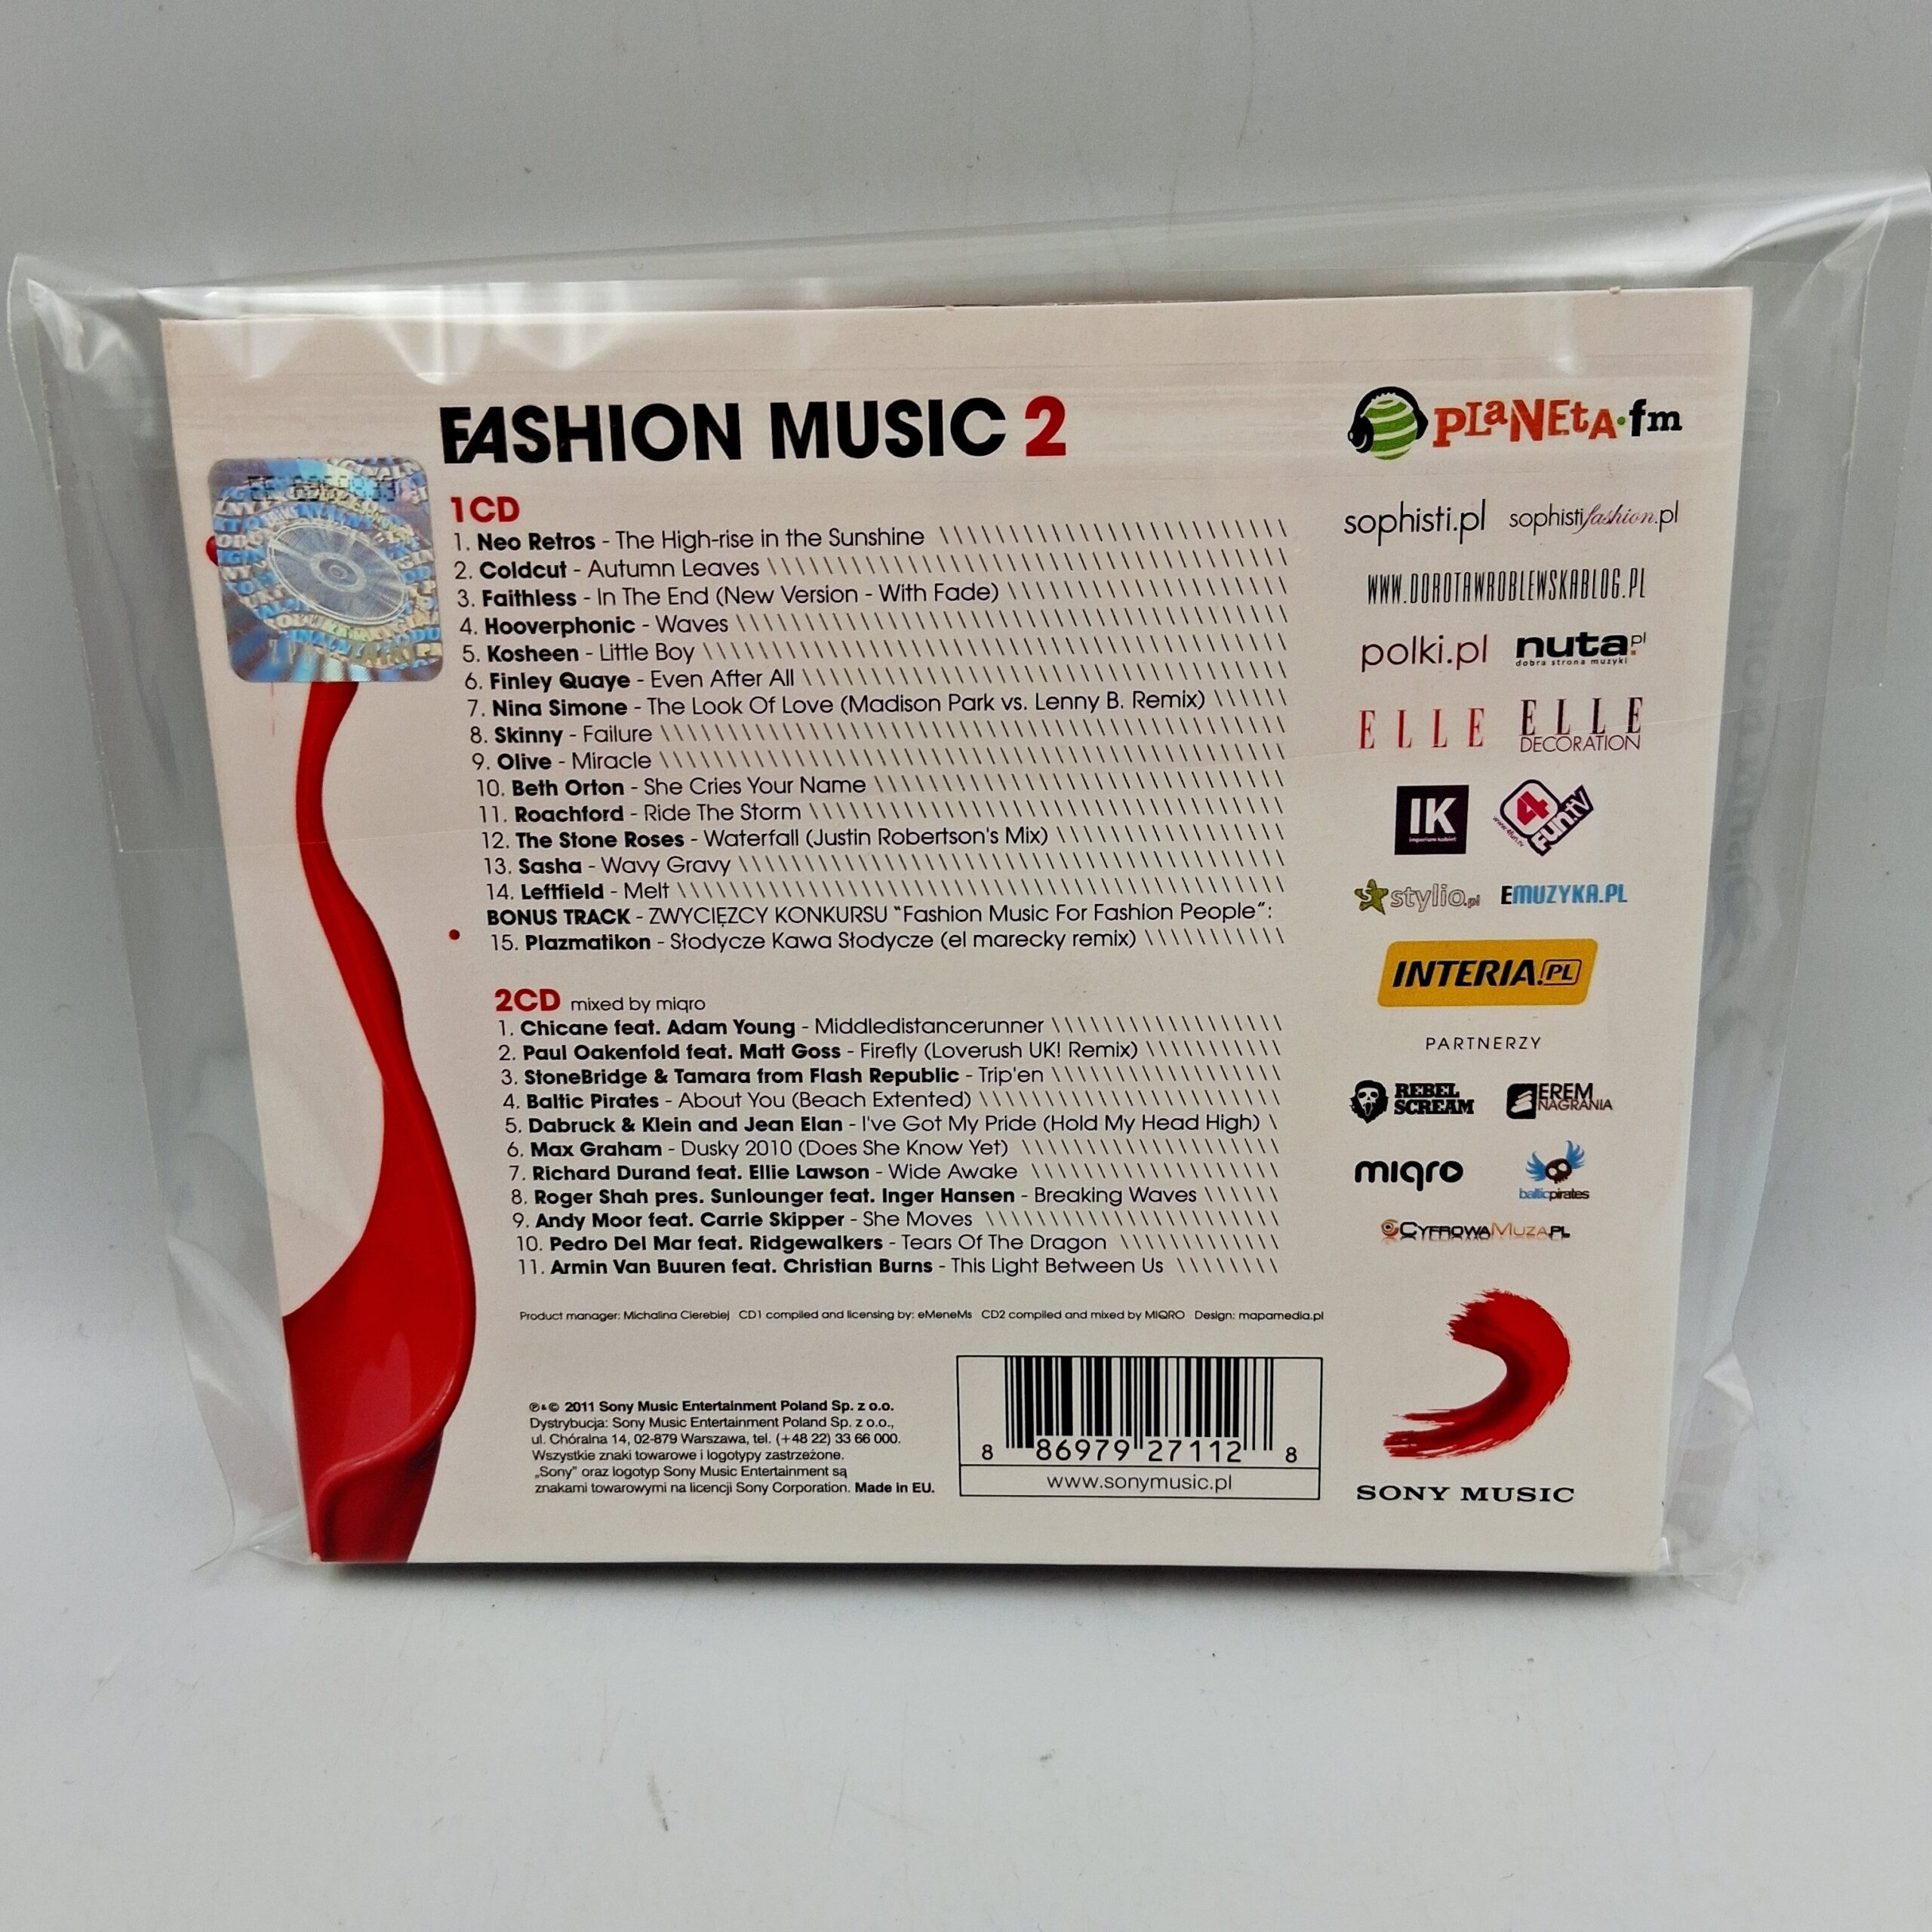 FASHION MUSIC 2
1CD
1. Neo Retros - The High-rise in the Sunshine
2. Coldcut - Autumn Leaves
3. Faithless - In The End (New Version - With Fade)
4. Hooverphonic - Waves
5. Kosheen - Little Boy
6. Finley Quaye - Even After All
7. Nina Simone - The Look Of Love (Madison Park vs. Lenny B. Remix)
8. Skinny - Failure
9. Olive - Miracle
10. Beth Orton - She Cries Your Name
11. Roachford - Ride The Storm
12. The Stone Roses - Waterfall (Justin Robertson's Mix)
13. Sasha - Wavy Gravy
14. Leftfield - Melt
BONUS TRACK - ZWYCIĘZCY KONKURSU "Fashion Music For Fashion People":
15. Plazmatikon - Słodycze Kawa Słodycze (el marecky remix)
2CD mixed by miqro
1. Chicane feat. Adam Young - Middledistancerunner
2. Paul Oakenfold feat. Matt Goss - Firefly (Loverush UK! Remix)
3. StoneBridge & Tamara from Flash Republic - Trip'en
4. Baltic Pirates - About You (Beach Extented)
5. Dabruck & Klein and Jean Elan - I've Got My Pride (Hold My Head High)
6. Max Graham - Dusky 2010 (Does She Know Yet)
7. Richard Durand feat. Ellie Lawson - Wide Awake
8. Roger Shah pres. Sunlounger feat. Inger Hansen - Breaking Waves
9. Andy Moor feat. Carrie Skipper - She Moves
10. Pedro Del Mar feat. Ridgewalkers - Tears Of The Dragon
11. Armin Van Buuren feat. Christian Burns - This Light Between Us
Product manager: Michalina Cierebiej CD1 compiled and licensing by: eMeneMs CD2 compiled and mixed by MIQRO Design: mapamedia.pl
℗&© 2011 Sony Music Entertainment Poland Sp. z o.o.
Dystrybucja: Sony Music Entertainment Poland Sp. z o.o.,
ul. Chóralna 14, 02-879 Warszawa, tel. (+48 22) 33 66 000.
Wszystkie znaki towarowe i logotypy zastrzeżone.
„Sony" oraz logotyp Sony Music Entertainment są
znakami towarowymi na licencji Sony Corporation. Made in EU.
8 86979 27112 8
www.sonymusic.pl
PLaNEtA.fm
sophisti.pl sophistifashion.pl
WWW.DOROTAWROBLEWSKABLOG.PL
polki.pl nuta.pl
dobra strona muzyki
ELLE ELLE
DECORATION
IK 4
fun.tv
stylio.pl EMUZYKA.PL
INTERIA.PL
PARTNERZY
REBEL SCREAM EREM NAGRANIA
miqro balticpirates
CYFROWAMUZA.PL
SONY MUSIC